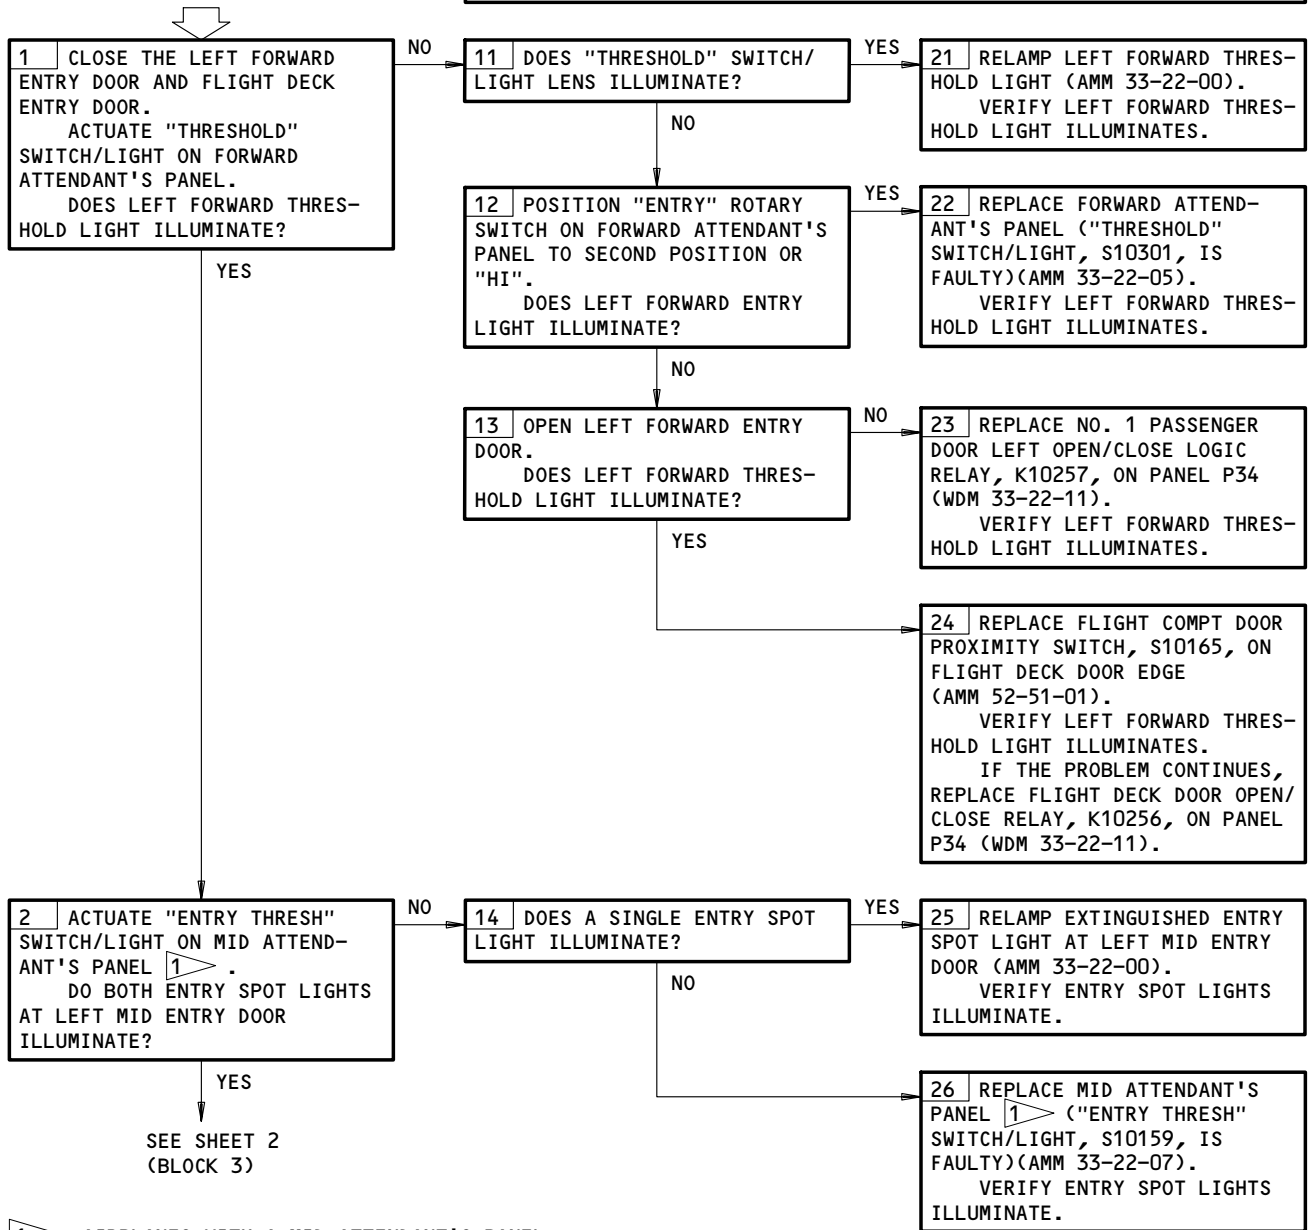 1 CLOSE THE LEFT FORWARD
ENTRY DOOR AND FLIGHT DECK
ENTRY DOOR.
ACTUATE "THRESHOLD"
SWITCH/LIGHT ON FORWARD
ATTENDANT'S PANEL.
DOES LEFT FORWARD THRES-
HOLD LIGHT ILLUMINATE?
NO
YES
11 DOES "THRESHOLD" SWITCH/
LIGHT LENS ILLUMINATE?
YES
NO
21 RELAMP LEFT FORWARD THRES-
HOLD LIGHT (AMM 33-22-00).
VERIFY LEFT FORWARD THRES-
HOLD LIGHT ILLUMINATES.
12 POSITION "ENTRY" ROTARY
SWITCH ON FORWARD ATTENDANT'S
PANEL TO SECOND POSITION OR
"HI".
DOES LEFT FORWARD ENTRY
LIGHT ILLUMINATE?
YES
NO
22 REPLACE FORWARD ATTEND-
ANT'S PANEL ("THRESHOLD"
SWITCH/LIGHT, S10301, IS
FAULTY)(AMM 33-22-05).
VERIFY LEFT FORWARD THRES-
HOLD LIGHT ILLUMINATES.
13 OPEN LEFT FORWARD ENTRY
DOOR.
DOES LEFT FORWARD THRES-
HOLD LIGHT ILLUMINATE?
NO
YES
23 REPLACE NO. 1 PASSENGER
DOOR LEFT OPEN/CLOSE LOGIC
RELAY, K10257, ON PANEL P34
(WDM 33-22-11).
VERIFY LEFT FORWARD THRES-
HOLD LIGHT ILLUMINATES.
24 REPLACE FLIGHT COMPT DOOR
PROXIMITY SWITCH, S10165, ON
FLIGHT DECK DOOR EDGE
(AMM 52-51-01).
VERIFY LEFT FORWARD THRES-
HOLD LIGHT ILLUMINATES.
IF THE PROBLEM CONTINUES,
REPLACE FLIGHT DECK DOOR OPEN/
CLOSE RELAY, K10256, ON PANEL
P34 (WDM 33-22-11).
2 ACTUATE "ENTRY THRESH"
SWITCH/LIGHT ON MID ATTEND-
ANT'S PANEL 1 .
DO BOTH ENTRY SPOT LIGHTS
AT LEFT MID ENTRY DOOR
ILLUMINATE?
NO
YES
SEE SHEET 2
(BLOCK 3)
14 DOES A SINGLE ENTRY SPOT
LIGHT ILLUMINATE?
YES
NO
25 RELAMP EXTINGUISHED ENTRY
SPOT LIGHT AT LEFT MID ENTRY
DOOR (AMM 33-22-00).
VERIFY ENTRY SPOT LIGHTS
ILLUMINATE.
26 REPLACE MID ATTENDANT'S
PANEL 1 ("ENTRY THRESH"
SWITCH/LIGHT, S10159, IS
FAULTY)(AMM 33-22-07).
VERIFY ENTRY SPOT LIGHTS
ILLUMINATE.